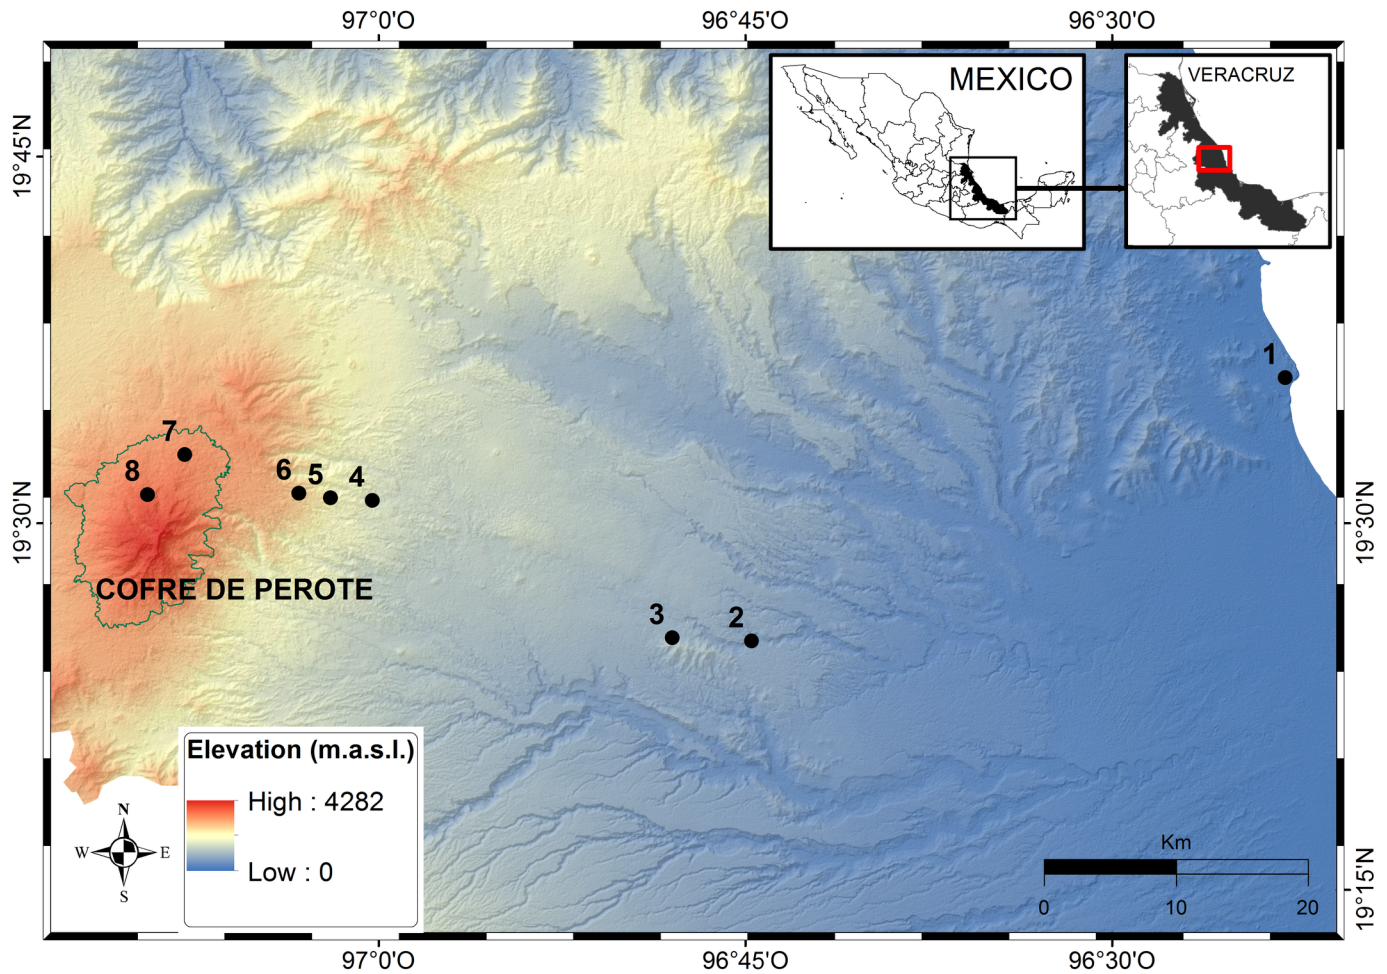 97°0'O
96°45'O
96°30'O
MEXICO
VERACRUZ
19°45'N
19°45'N
1
7
8
6
5
4
19°30'N
19°30'N
COFRE DE PEROTE
3
2
Elevation (m.a.s.l.)
High : 4282
Low : 0
N
W
E
S
Km
0
10
20
19°15'N
97°0'O
96°45'O
96°30'O